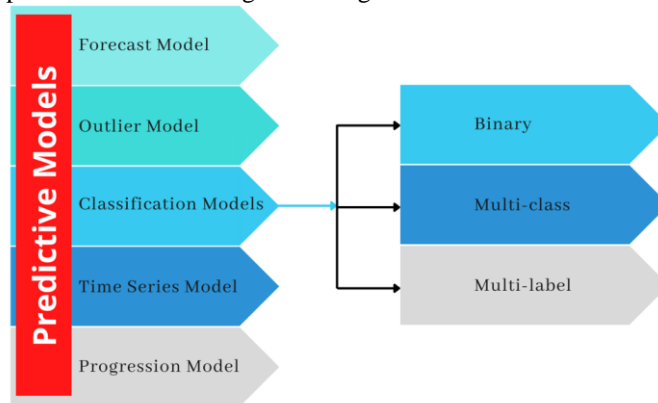 Predictive Models
Forecast Model
Outlier Model
Classification Models
Time Series Model
Progression Model
Binary
Multi-class
Multi-label